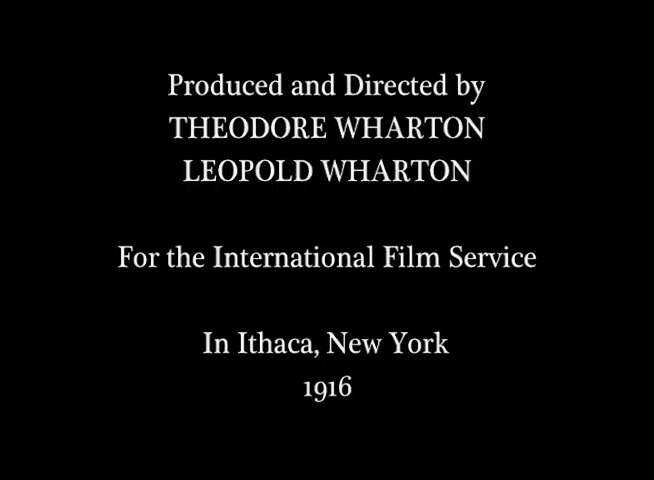 Produced and Directed by
THEODORE WHARTON
LEOPOLD WHARTON
For the International Film Service
In Ithaca, New York
1916